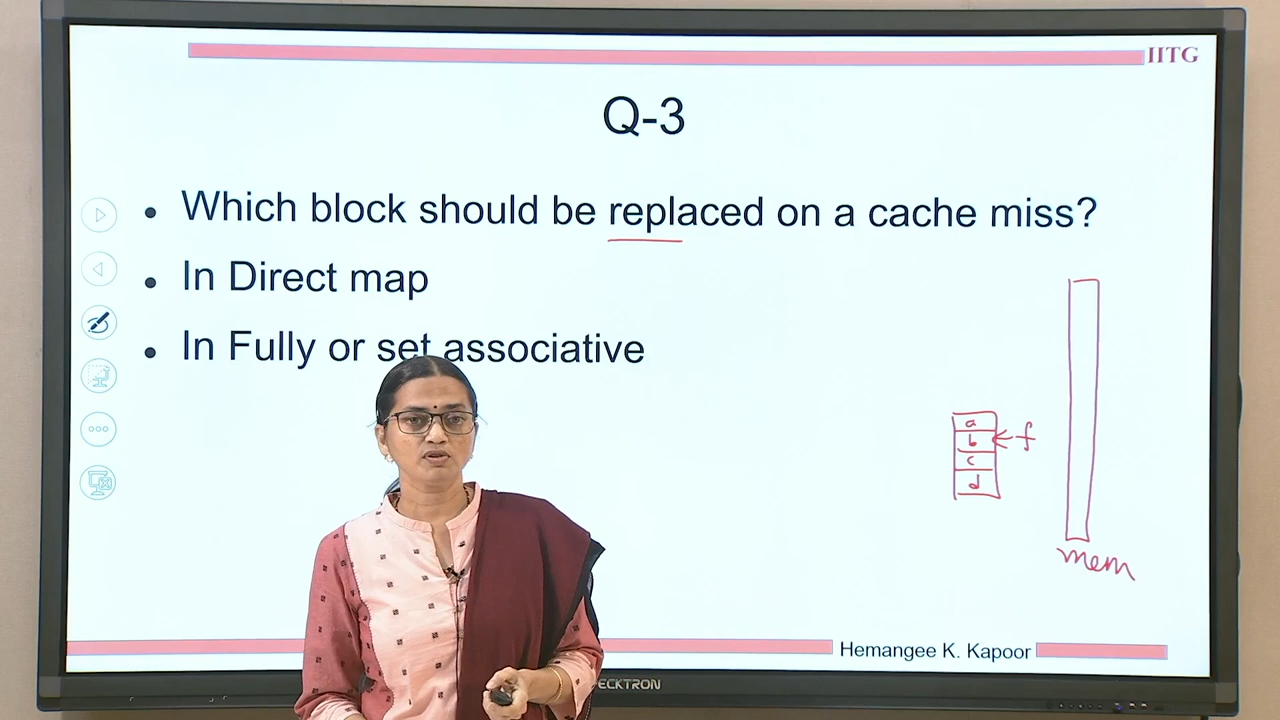 IITG
Q-3
• Which block should be replaced on a cache miss?
• In Direct map
• In Fully or set associative
a
b
f
c
d
mem
Hemangee K. Kapoor
ECKTRON